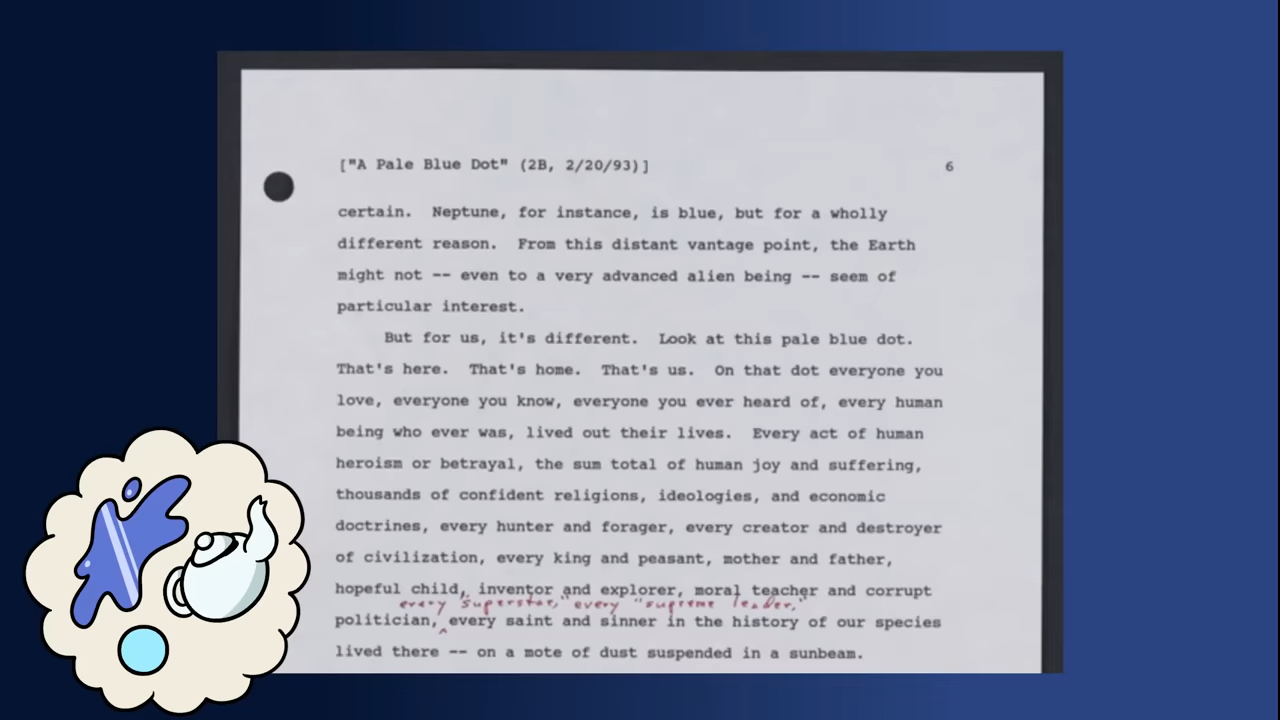 ["A Pale Blue Dot" (2B, 2/20/93)] 6
certain. Neptune, for instance, is blue, but for a wholly
different reason. From this distant vantage point, the Earth
might not -- even to a very advanced alien being -- seem of
particular interest.
But for us, it's different. Look at this pale blue dot.
That's here. That's home. That's us. On that dot everyone you
love, everyone you know, everyone you ever heard of, every human
being who ever was, lived out their lives. Every act of human
heroism or betrayal, the sum total of human joy and suffering,
thousands of confident religions, ideologies, and economic
doctrines, every hunter and forager, every creator and destroyer
of civilization, every king and peasant, mother and father,
hopeful child, inventor and explorer, moral teacher and corrupt
every "superstar," every "supreme leader,"
politician, every saint and sinner in the history of our species
lived there -- on a mote of dust suspended in a sunbeam.